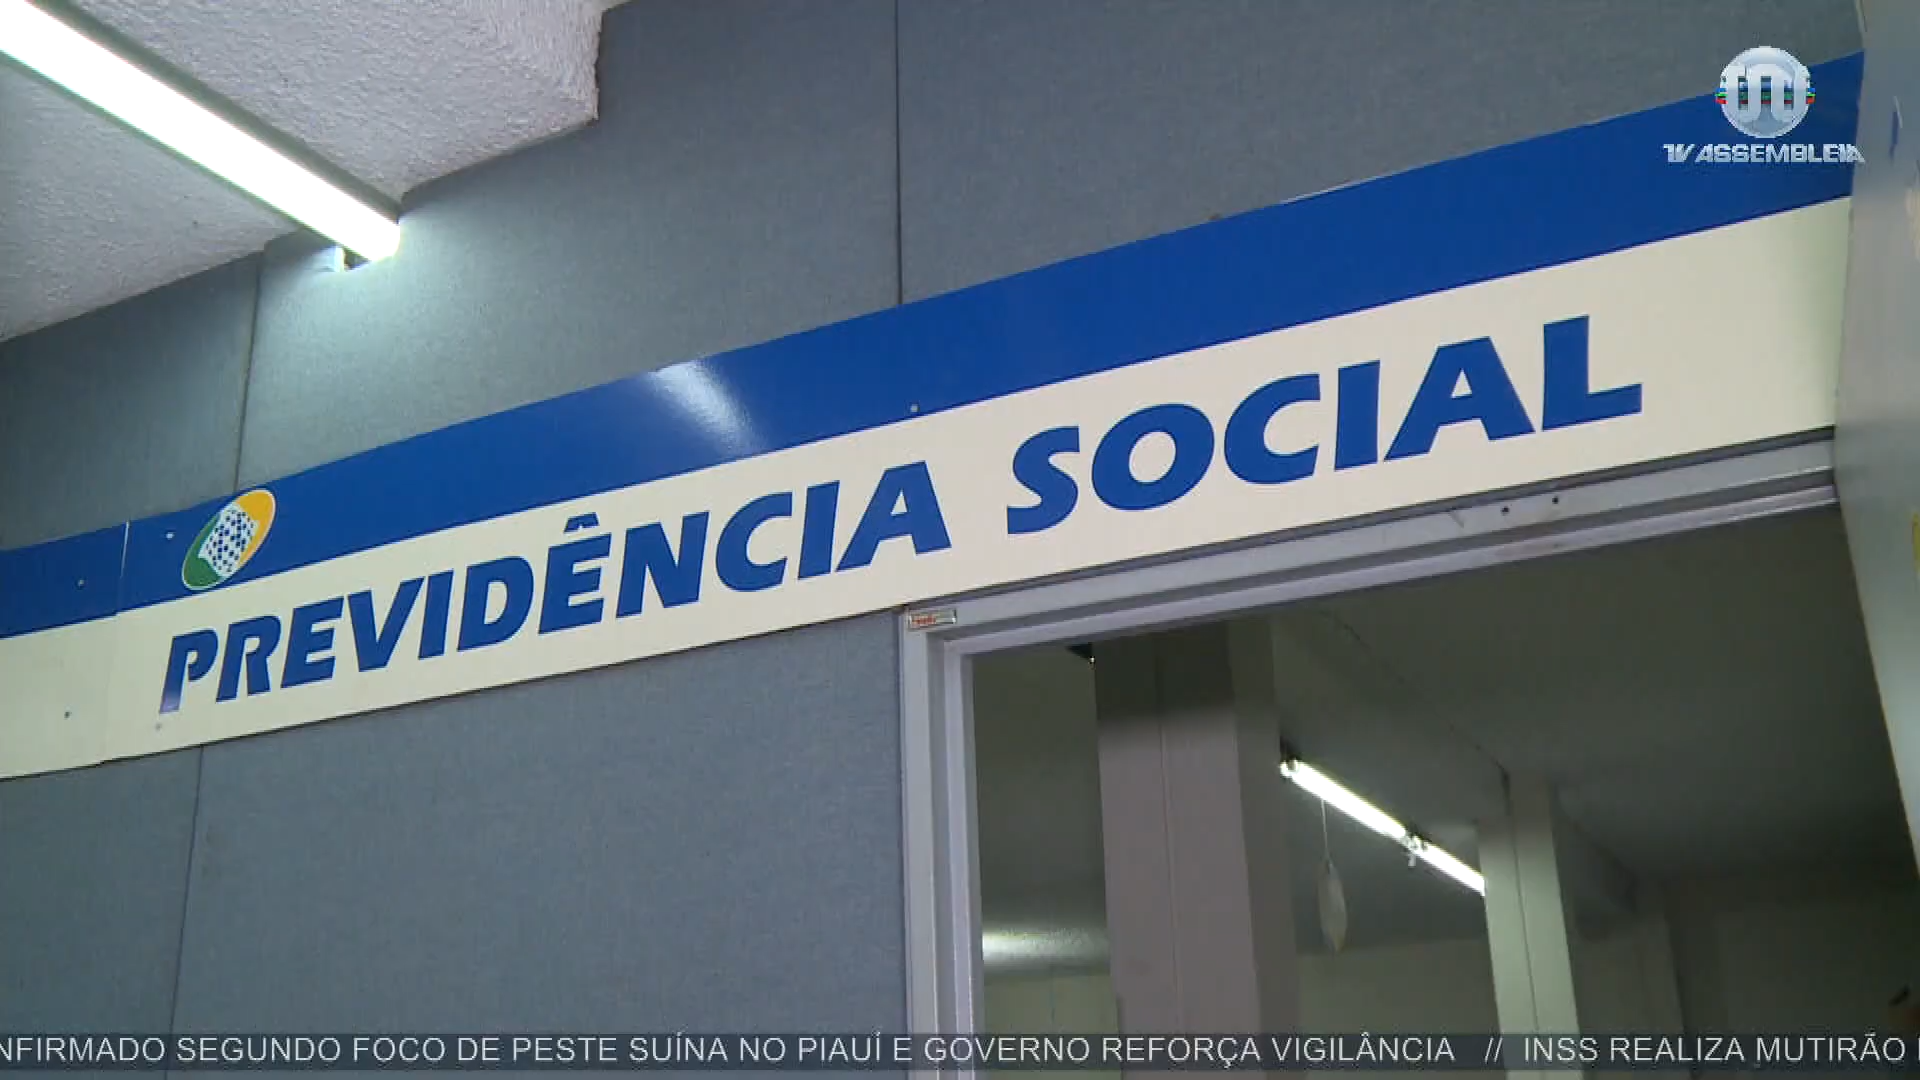 TV ASSEMBLEIA
PREVIDÊNCIA SOCIAL
NFIRMADO SEGUNDO FOCO DE PESTE SUÍNA NO PIAUÍ E GOVERNO REFORÇA VIGILÂNCIA // INSS REALIZA MUTIRÃO